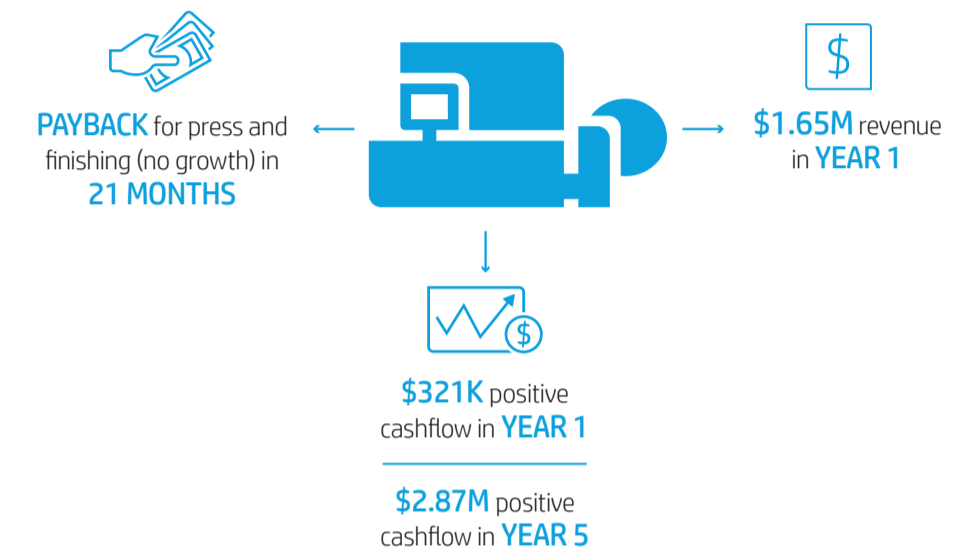 PAYBACK for press and
finishing (no growth) in
21 MONTHS
$
$1.65M revenue
in YEAR 1
$
$321K positive
cashflow in YEAR 1
$2.87M positive
cashflow in YEAR 5